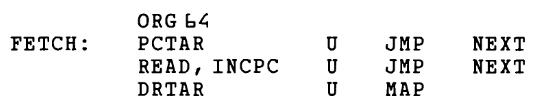 ORG 64
FETCH: PCTAR U JMP NEXT
READ, INCPC U JMP NEXT
DRTAR U MAP